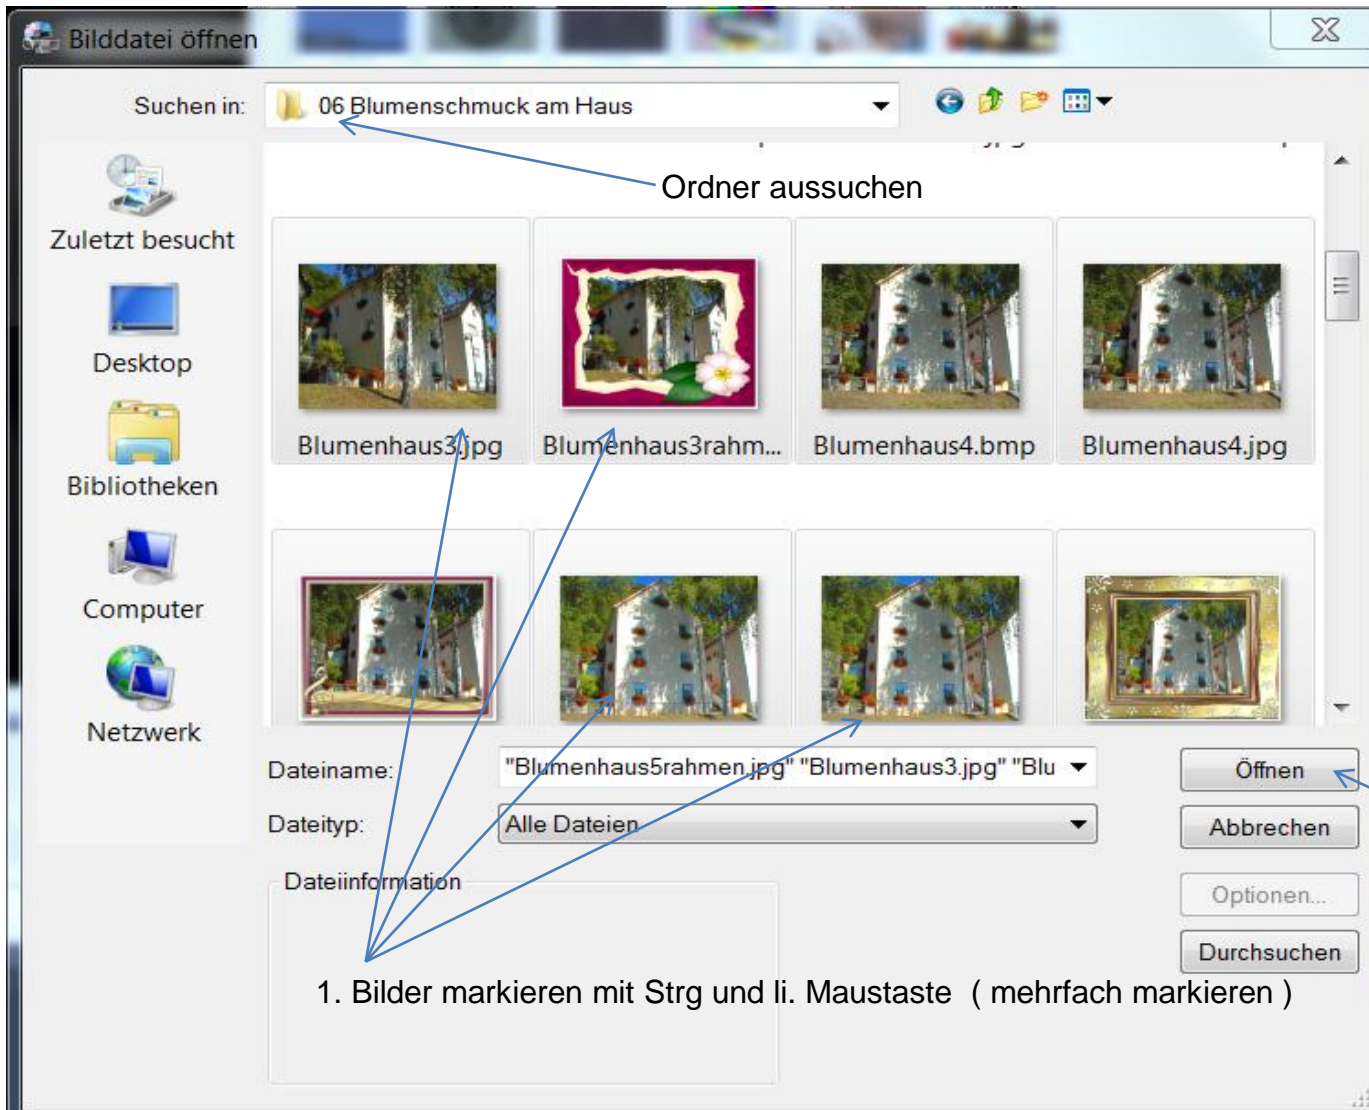 Bilddatei öffnen
Suchen in:
06 Blumenschmuck am Haus
Ordner aussuchen
Zuletzt besucht
Desktop
Bibliotheken
Computer
Netzwerk
Blumenhaus3.jpg
Blumenhaus3rahm...
Blumenhaus4.bmp
Blumenhaus4.jpg
Dateiname:
"Blumenhaus5rahmen.jpg" "Blumenhaus3.jpg" "Blu
Öffnen
Dateityp:
Alle Dateien
Abbrechen
Dateiinformation
Optionen...
Durchsuchen
1. Bilder markieren mit Strg und li. Maustaste ( mehrfach markieren )